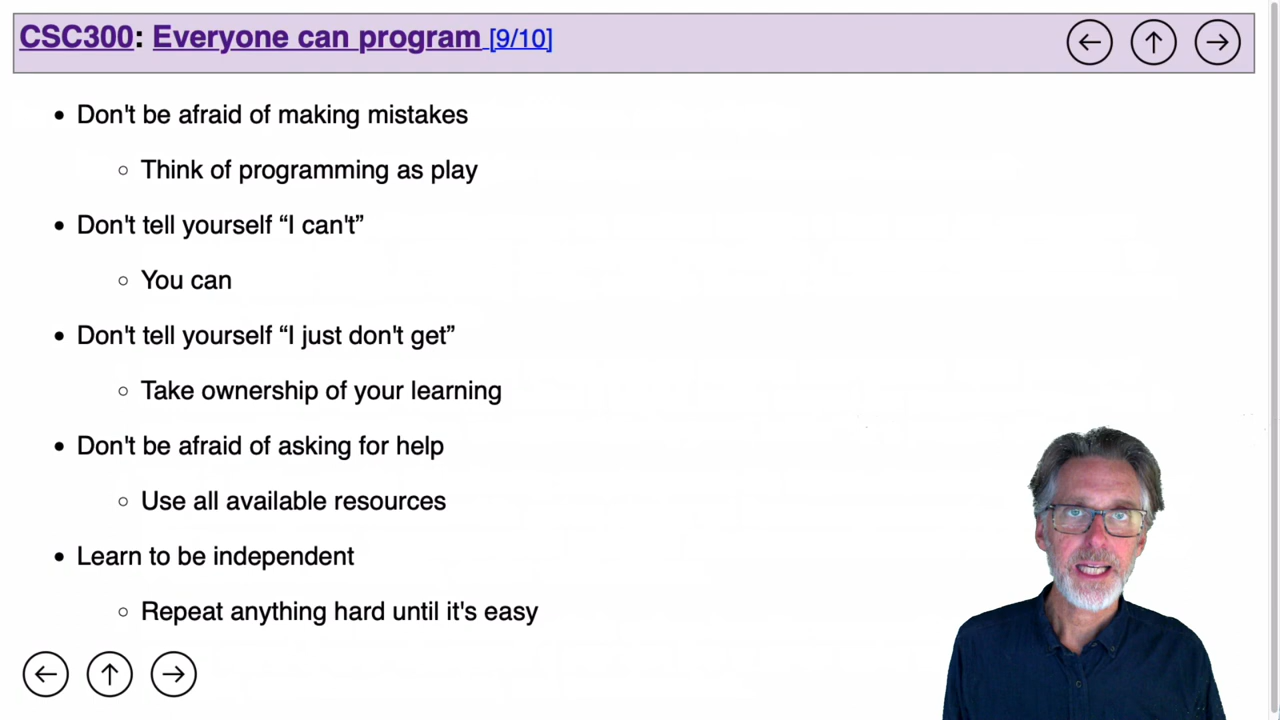 CSC300: Everyone can program [9/10]
Don't be afraid of making mistakes
Think of programming as play
Don't tell yourself “I can't”
You can
Don't tell yourself “I just don't get”
Take ownership of your learning
Don't be afraid of asking for help
Use all available resources
Learn to be independent
Repeat anything hard until it's easy